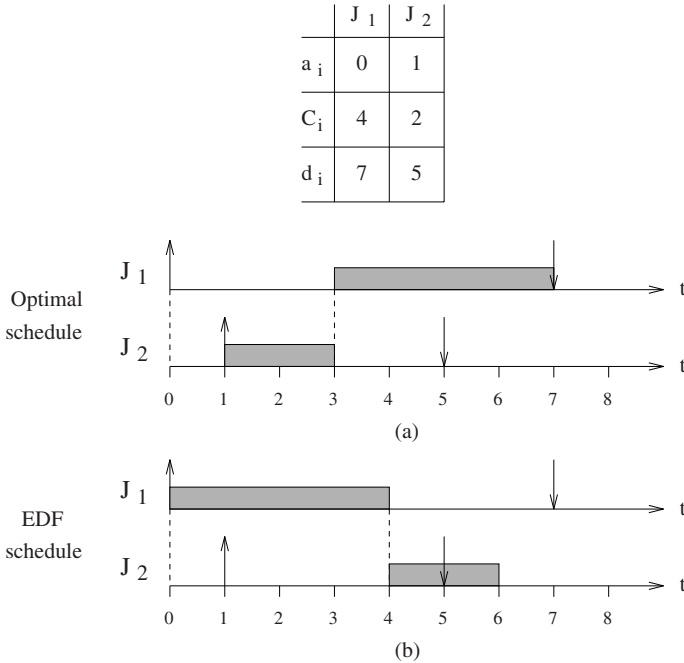 J 1 J 2
a i 0 1
C i 4 2
d i 7 5
Optimal schedule
J 1 t
J 2 t
0 1 2 3 4 5 6 7 8
(a)
EDF schedule
J 1 t
J 2 t
0 1 2 3 4 5 6 7 8
(b)